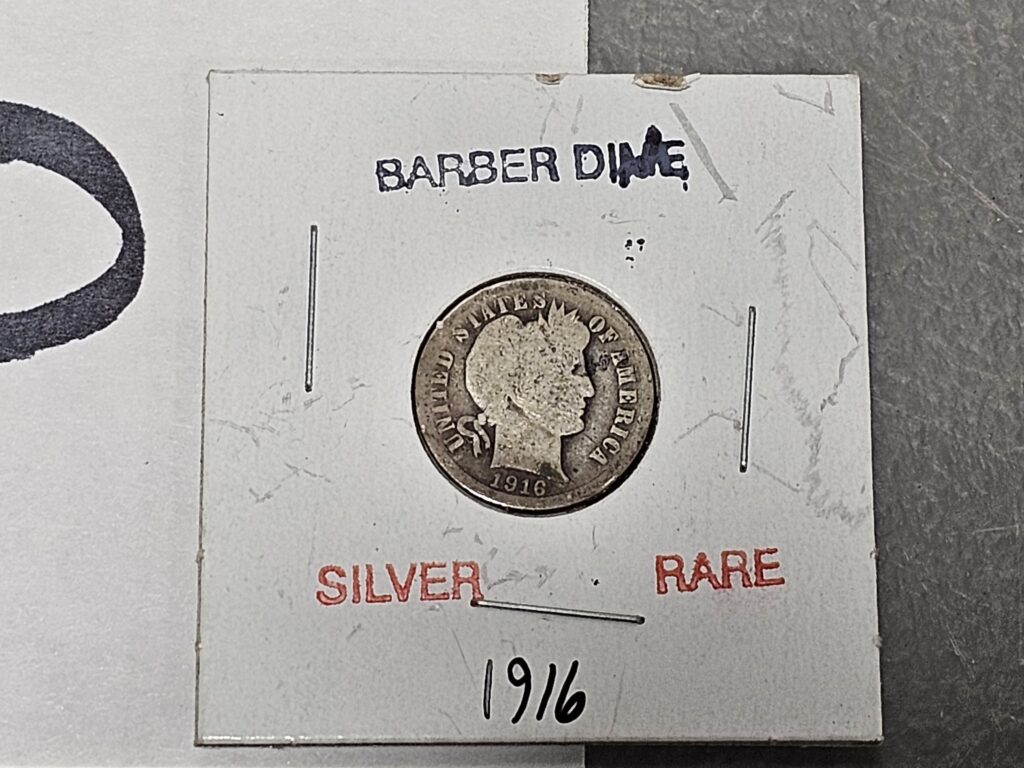 BARBER DIME
UNITED STATES OF AMERICA
1916
SILVER RARE
1916